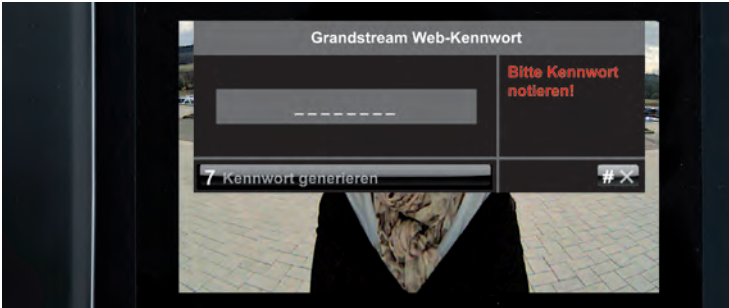 Grandstream Web-Kennwort
Bitte Kennwort
notieren!
_ _ _ _ _ _ _ _
7 Kennwort generieren
# X